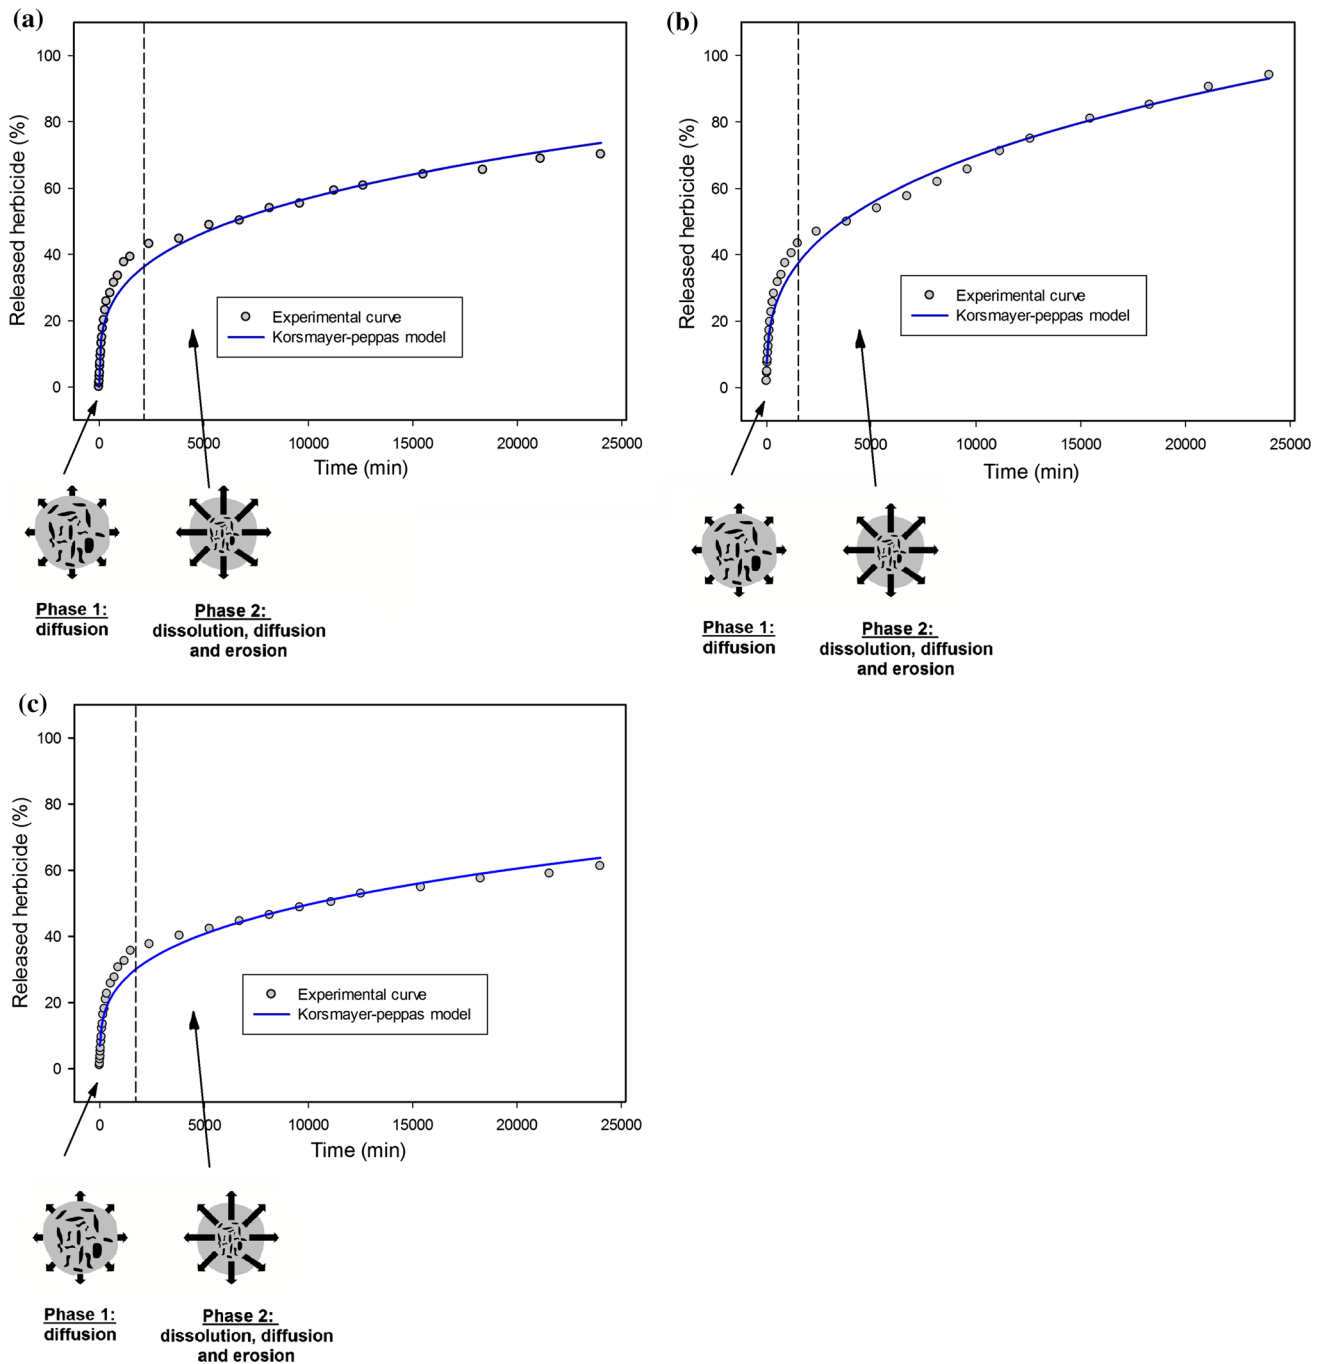 (a)
100
80
60
40
20
0
Released herbicide (%)
Experimental curve
Korsmayer-peppas model
0 5000 10000 15000 20000 25000
Time (min)
Phase 1:
diffusion
Phase 2:
dissolution, diffusion
and erosion
(b)
100
80
60
40
20
0
Released herbicide (%)
Experimental curve
Korsmayer-peppas model
0 5000 10000 15000 20000 25000
Time (min)
Phase 1:
diffusion
Phase 2:
dissolution, diffusion
and erosion
(c)
100
80
60
40
20
0
Released herbicide (%)
Experimental curve
Korsmayer-peppas model
0 5000 10000 15000 20000 25000
Time (min)
Phase 1:
diffusion
Phase 2:
dissolution, diffusion
and erosion